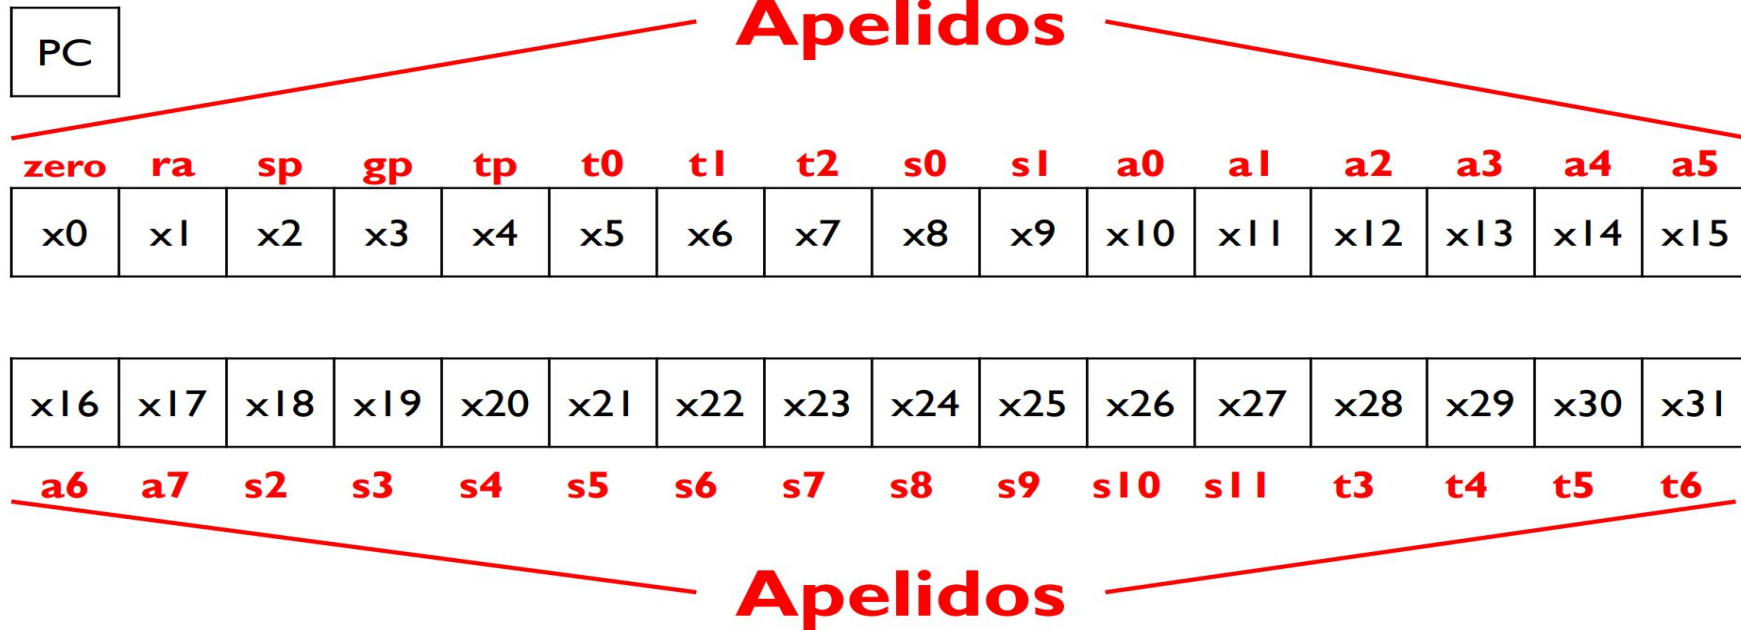 Apelidos
PC
zero ra sp gp tp t0 t1 t2 s0 s1 a0 a1 a2 a3 a4 a5
x0 x1 x2 x3 x4 x5 x6 x7 x8 x9 x10 x11 x12 x13 x14 x15
x16 x17 x18 x19 x20 x21 x22 x23 x24 x25 x26 x27 x28 x29 x30 x31
a6 a7 s2 s3 s4 s5 s6 s7 s8 s9 s10 s11 t3 t4 t5 t6
Apelidos